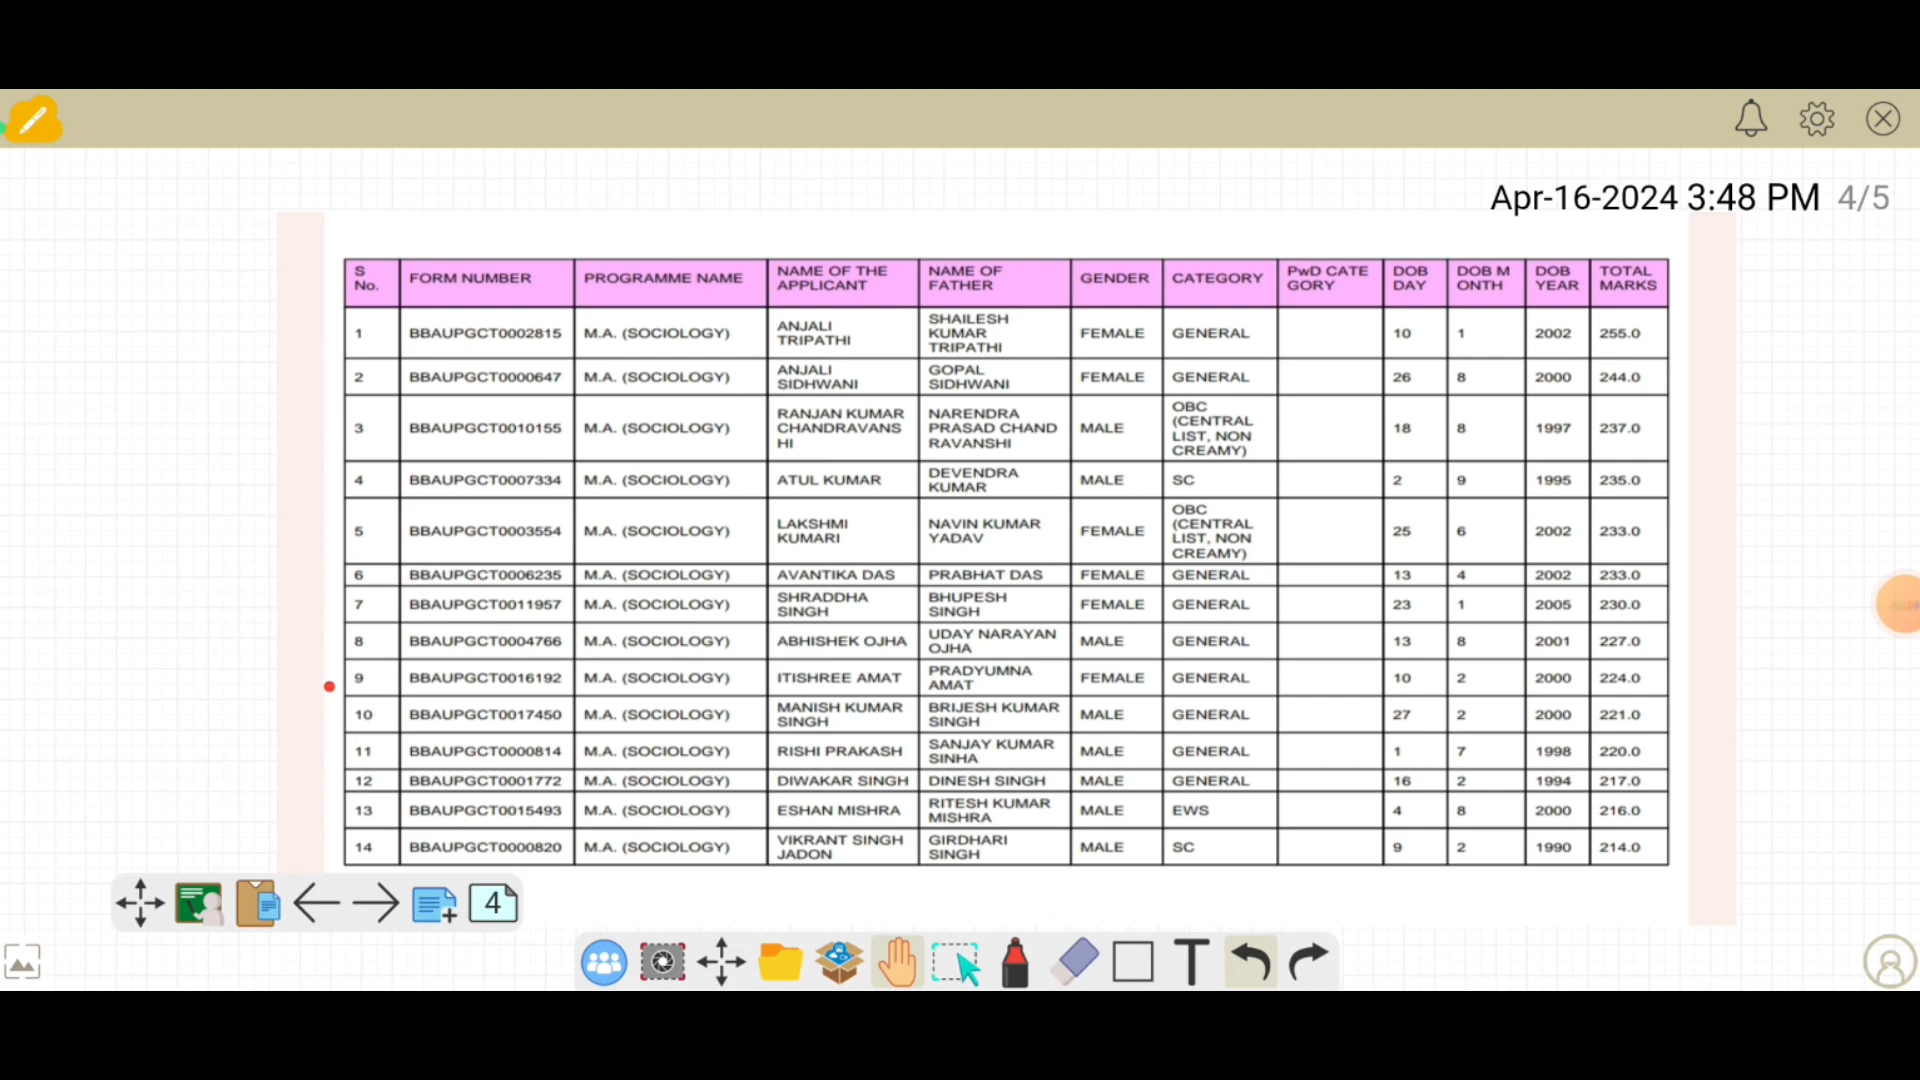 Apr-16-2024 3:48 PM 4/5
S No. FORM NUMBER PROGRAMME NAME NAME OF THE APPLICANT NAME OF FATHER GENDER CATEGORY PwD CATE GORY DOB DAY DOB M ONTH DOB YEAR TOTAL MARKS
1 BBAUPGCT0002815 M.A. (SOCIOLOGY) ANJALI TRIPATHI SHAILESH KUMAR TRIPATHI FEMALE GENERAL 10 1 2002 255.0
2 BBAUPGCT0000647 M.A. (SOCIOLOGY) ANJALI SIDHWANI GOPAL SIDHWANI FEMALE GENERAL 26 8 2000 244.0
3 BBAUPGCT0010155 M.A. (SOCIOLOGY) RANJAN KUMAR CHANDRAVANS HI NARENDRA PRASAD CHAND RAVANSHI MALE OBC (CENTRAL LIST, NON CREAMY) 18 8 1997 237.0
4 BBAUPGCT0007334 M.A. (SOCIOLOGY) ATUL KUMAR DEVENDRA KUMAR MALE SC 2 9 1995 235.0
5 BBAUPGCT0003554 M.A. (SOCIOLOGY) LAKSHMI KUMARI NAVIN KUMAR YADAV FEMALE OBC (CENTRAL LIST, NON CREAMY) 25 6 2002 233.0
6 BBAUPGCT0006235 M.A. (SOCIOLOGY) AVANTIKA DAS PRABHAT DAS FEMALE GENERAL 13 4 2002 233.0
7 BBAUPGCT0011957 M.A. (SOCIOLOGY) SHRADDHA SINGH BHUPESH SINGH FEMALE GENERAL 23 1 2005 230.0
8 BBAUPGCT0004766 M.A. (SOCIOLOGY) ABHISHEK OJHA UDAY NARAYAN OJHA MALE GENERAL 13 8 2001 227.0
9 BBAUPGCT0016192 M.A. (SOCIOLOGY) ITISHREE AMAT PRADYUMNA AMAT FEMALE GENERAL 10 2 2000 224.0
10 BBAUPGCT0017450 M.A. (SOCIOLOGY) MANISH KUMAR SINGH BRIJESH KUMAR SINGH MALE GENERAL 27 2 2000 221.0
11 BBAUPGCT0000814 M.A. (SOCIOLOGY) RISHI PRAKASH SANJAY KUMAR SINHA MALE GENERAL 1 7 1998 220.0
12 BBAUPGCT0001772 M.A. (SOCIOLOGY) DIWAKAR SINGH DINESH SINGH MALE GENERAL 16 2 1994 217.0
13 BBAUPGCT0015493 M.A. (SOCIOLOGY) ESHAN MISHRA RITESH KUMAR MISHRA MALE EWS 4 8 2000 216.0
14 BBAUPGCT0000820 M.A. (SOCIOLOGY) VIKRANT SINGH JADON GIRDHARI SINGH MALE SC 9 2 1990 214.0
4
T